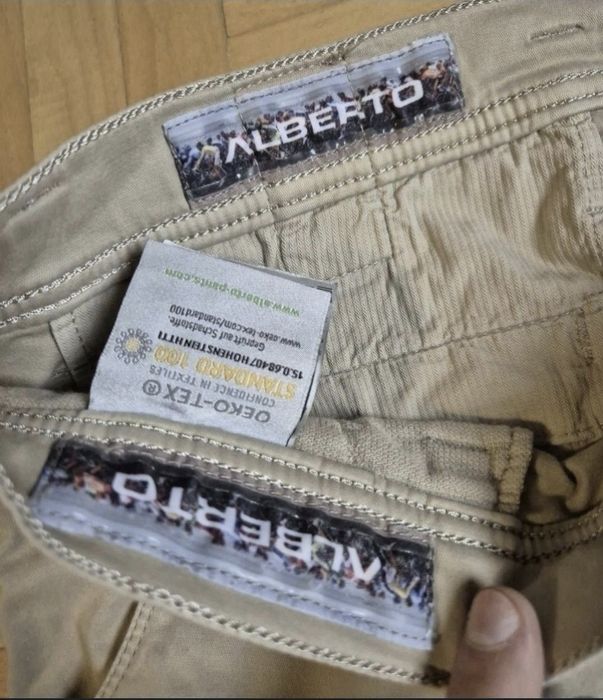 ALBERTO
OEKO-TEX®
CONFIDENCE IN TEXTILES
STANDARD 100
15.0.68407 HOHENSTEIN HTTI
Geprüft auf Schadstoffe.
www.oeko-tex.com/standard100
www.alberto-pants.com
ALBERTO